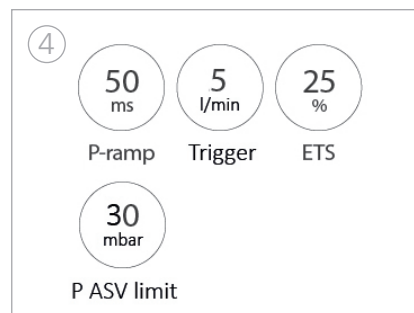 4
50 5 25
ms l/min %
P-ramp Trigger ETS
30
mbar
P ASV limit